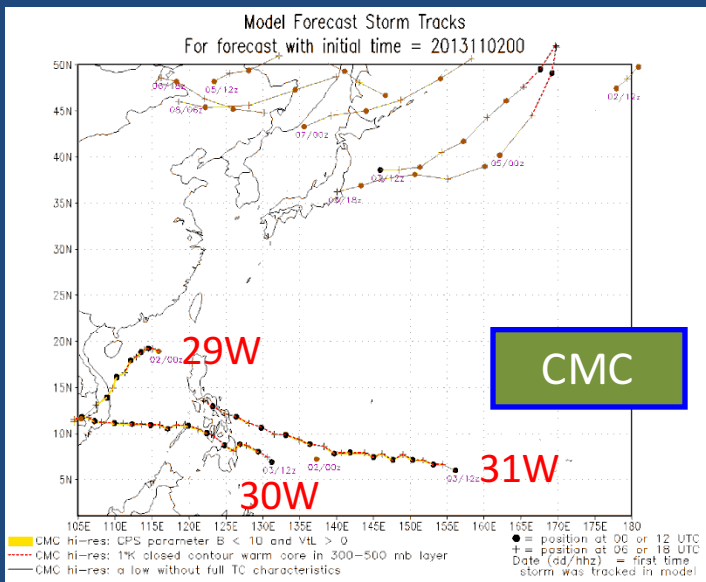 Model Forecast Storm Tracks
For forecast with initial time = 2013110200
50N
45N
40N
35N
30N
25N
20N
15N
10N
5N
05/12z
08/06z
07/00z
02/12z
03/12z
05/00z
02/00z
29W
CMC
03/12z
02/00z
03/12z
30W
31W
105E 110E 115E 120E 125E 130E 135E 140E 145E 150E 155E 160E 165E 170E 175E 180
CMC hi-res: CPS parameter B < 10 and VtL > 0
CMC hi-res: 1°K closed contour warm core in 300-500 mb layer
CMC hi-res: a low without full TC characteristics
= position at 00 or 12 UTC
+ = position at 06 or 18 UTC
Date (dd/hhz) = first time
storm was tracked in model